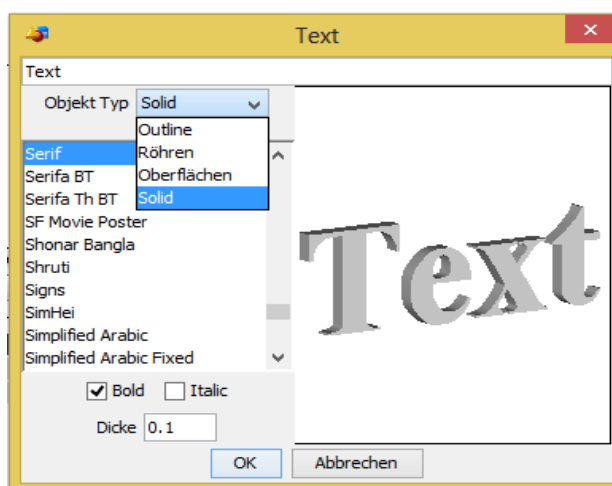 Text
Text
Objekt Typ Solid
Outline
Röhren
Oberflächen
Solid
Serif
Serifa BT
Serifa Th BT
SF Movie Poster
Shonar Bangla
Shruti
Signs
SimHei
Simplified Arabic
Simplified Arabic Fixed
Text
Bold Italic
Dicke 0.1
OK Abbrechen